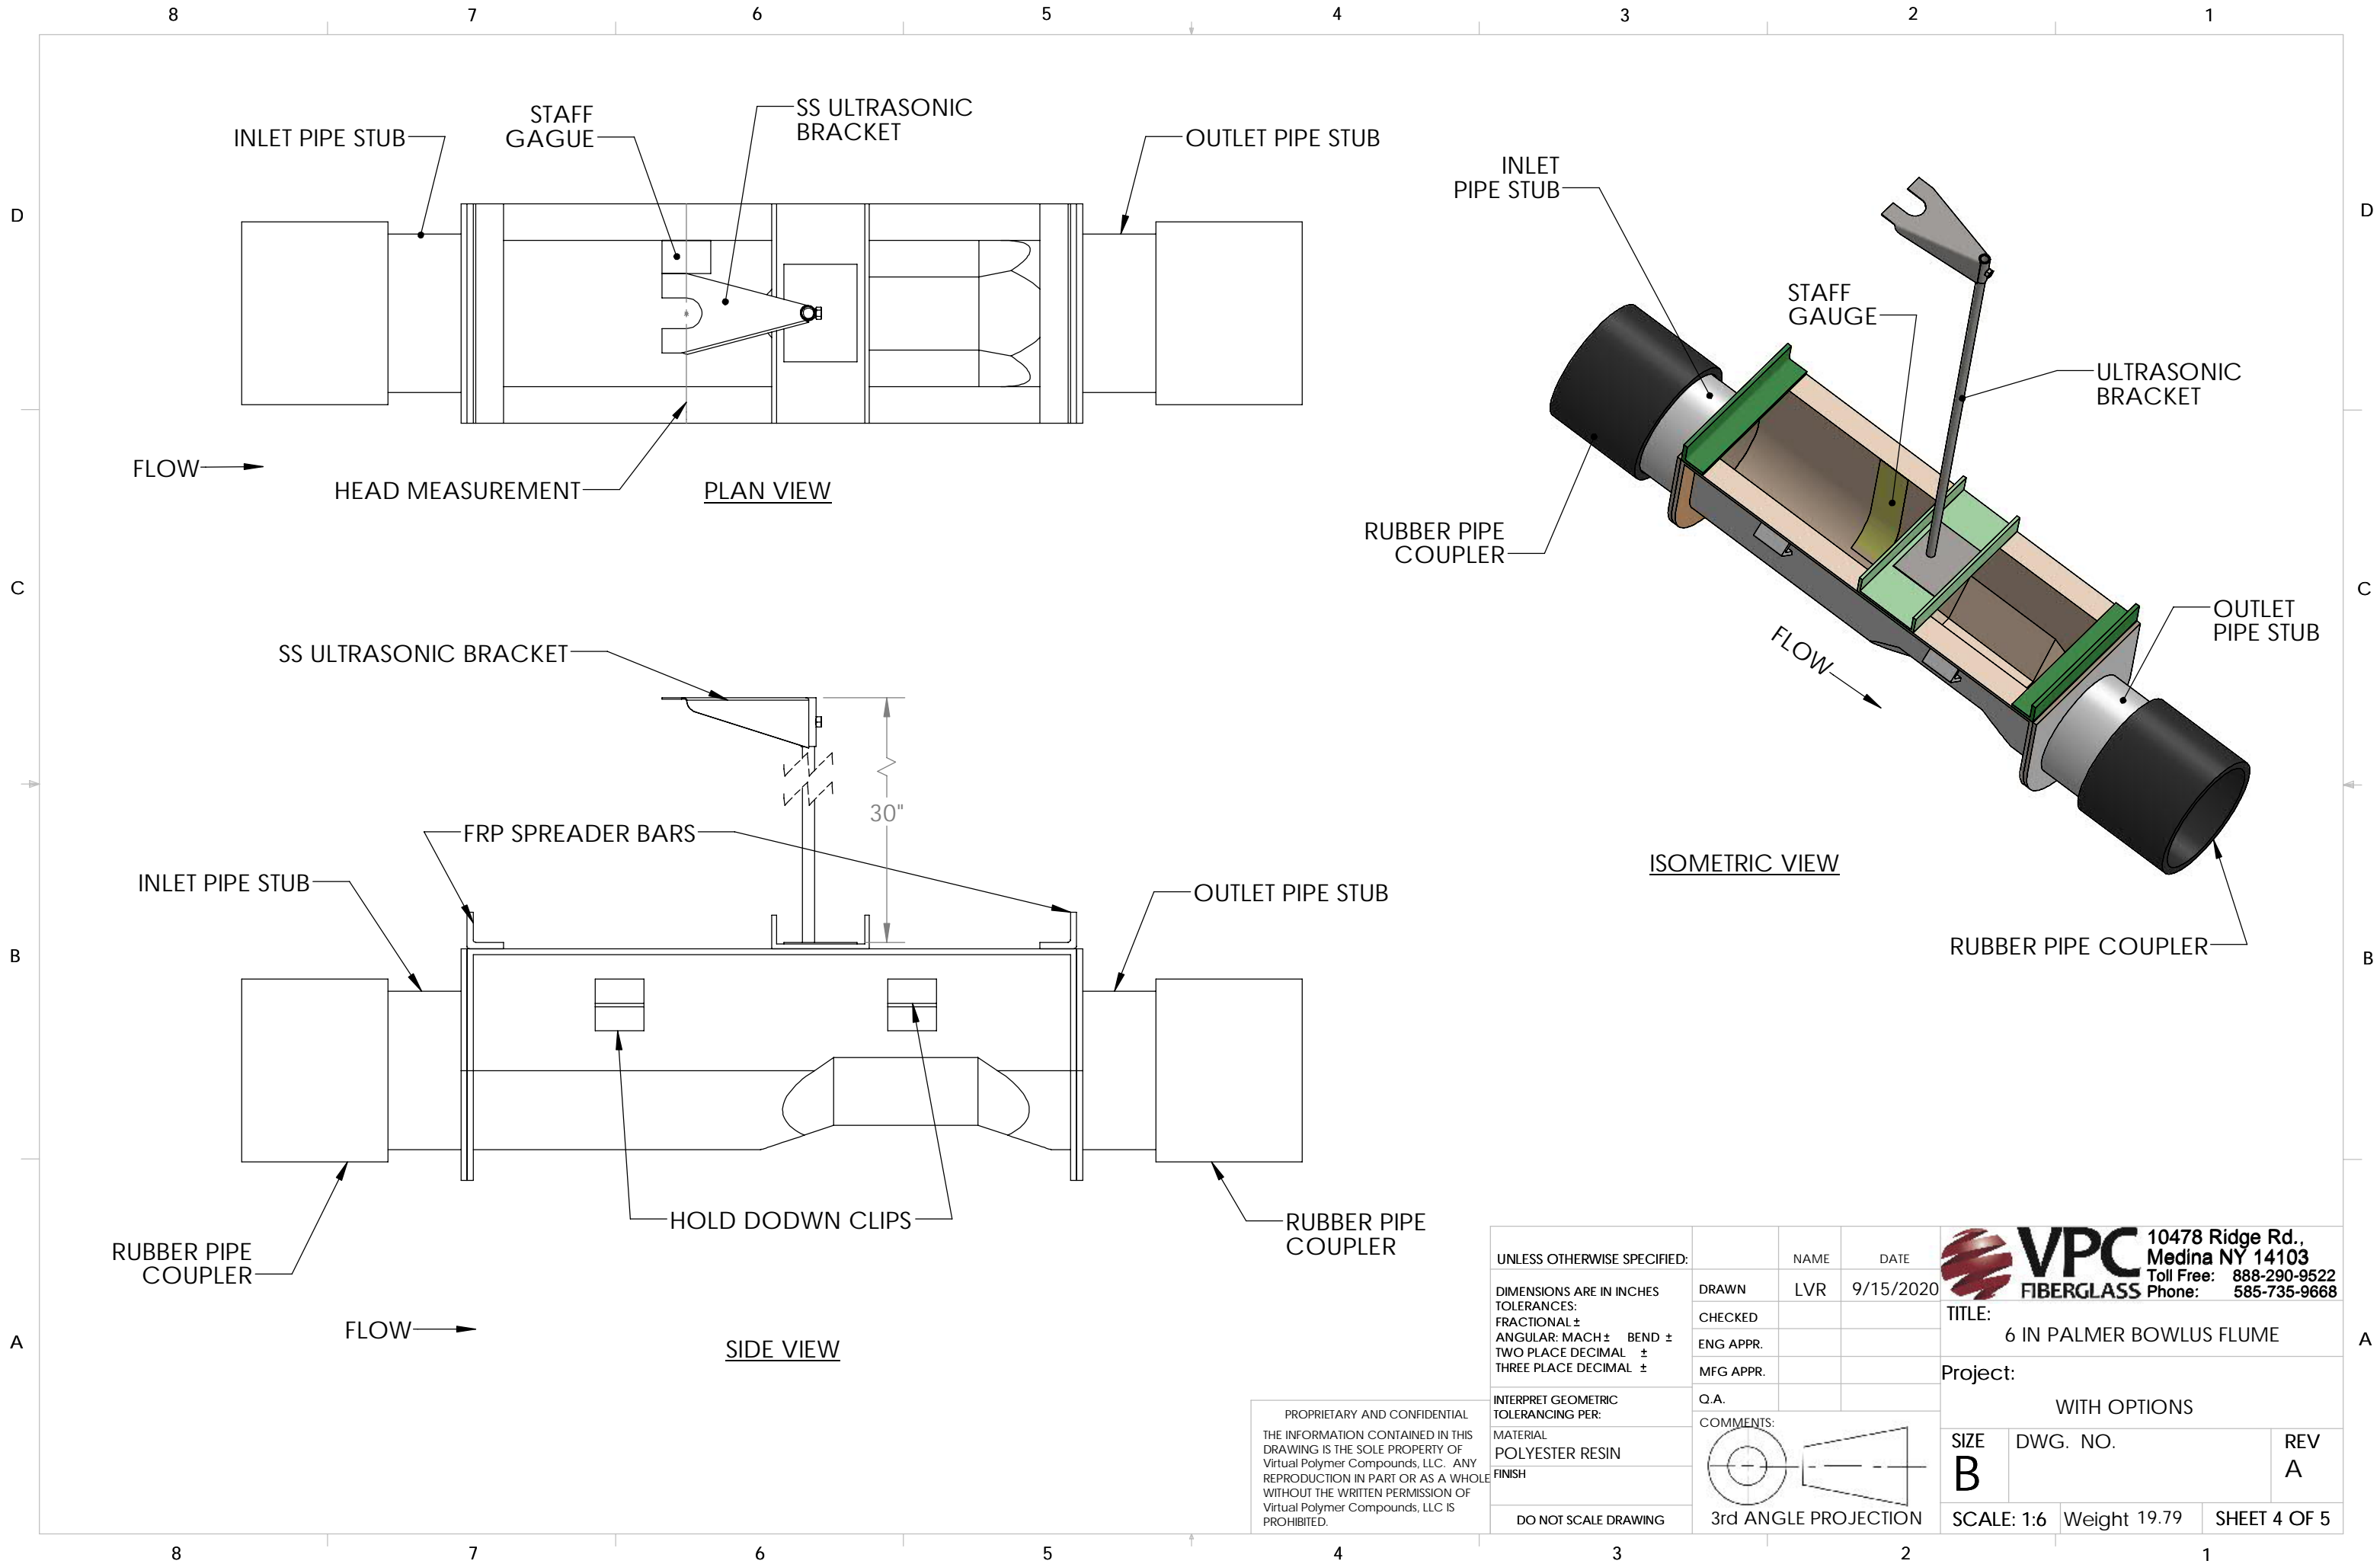 8 7 6 5 4 3 2 1
D
D
C
C
B
B
A
A
INLET PIPE STUB
STAFF
GAGUE
SS ULTRASONIC
BRACKET
OUTLET PIPE STUB
FLOW
HEAD MEASUREMENT
PLAN VIEW
INLET
PIPE STUB
STAFF
GAUGE
ULTRASONIC
BRACKET
RUBBER PIPE
COUPLER
OUTLET
PIPE STUB
FLOW
ISOMETRIC VIEW
RUBBER PIPE COUPLER
SS ULTRASONIC BRACKET
30"
FRP SPREADER BARS
INLET PIPE STUB
OUTLET PIPE STUB
HOLD DODWN CLIPS
RUBBER PIPE
COUPLER
RUBBER PIPE
COUPLER
FLOW
SIDE VIEW
PROPRIETARY AND CONFIDENTIAL
THE INFORMATION CONTAINED IN THIS
DRAWING IS THE SOLE PROPERTY OF
Virtual Polymer Compounds, LLC. ANY
REPRODUCTION IN PART OR AS A WHOLE
WITHOUT THE WRITTEN PERMISSION OF
Virtual Polymer Compounds, LLC IS
PROHIBITED.
UNLESS OTHERWISE SPECIFIED:
DIMENSIONS ARE IN INCHES
TOLERANCES:
FRACTIONAL ±
ANGULAR: MACH ± BEND ±
TWO PLACE DECIMAL ±
THREE PLACE DECIMAL ±
INTERPRET GEOMETRIC
TOLERANCING PER:
MATERIAL
POLYESTER RESIN
FINISH
DO NOT SCALE DRAWING
NAME DATE
DRAWN LVR 9/15/2020
CHECKED
ENG APPR.
MFG APPR.
Q.A.
COMMENTS:
3rd ANGLE PROJECTION
VPC
FIBERGLASS
10478 Ridge Rd.,
Medina NY 14103
Toll Free: 888-290-9522
Phone: 585-735-9668
TITLE:
6 IN PALMER BOWLUS FLUME
Project:
WITH OPTIONS
SIZE
B
DWG. NO.
REV
A
SCALE: 1:6 Weight 19.79 SHEET 4 OF 5
8 7 6 5 4 3 2 1